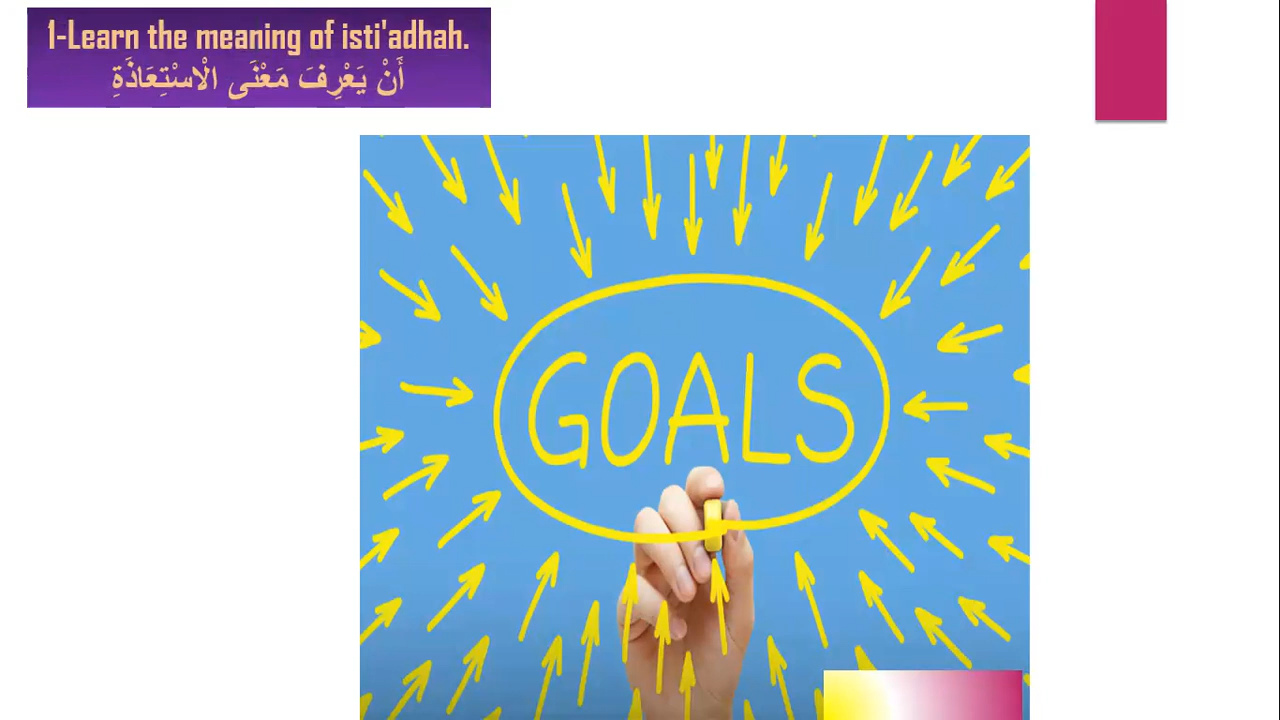 1-Learn the meaning of isti'adhah.
أَنْ يَعْرِفَ مَعْنَى الْاسْتِعَاذَةِ
GOALS